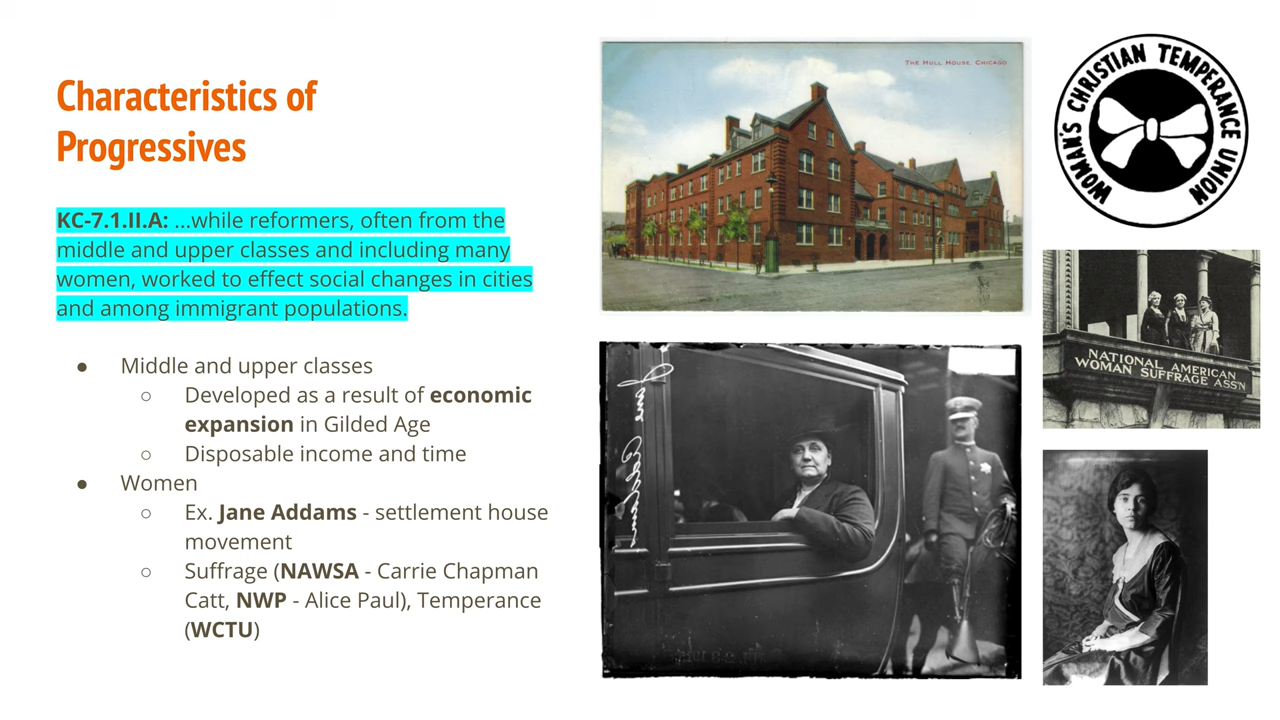 Characteristics of
Progressives
KC-7.1.II.A: ...while reformers, often from the
middle and upper classes and including many
women, worked to effect social changes in cities
and among immigrant populations.
● Middle and upper classes
○ Developed as a result of economic
expansion in Gilded Age
○ Disposable income and time
● Women
○ Ex. Jane Addams - settlement house
movement
○ Suffrage (NAWSA - Carrie Chapman
Catt, NWP - Alice Paul), Temperance
(WCTU)
THE HULL HOUSE, CHICAGO
WOMAN'S CHRISTIAN TEMPERANCE UNION
Jane Addams
NATIONAL AMERICAN
WOMAN SUFFRAGE ASS'N